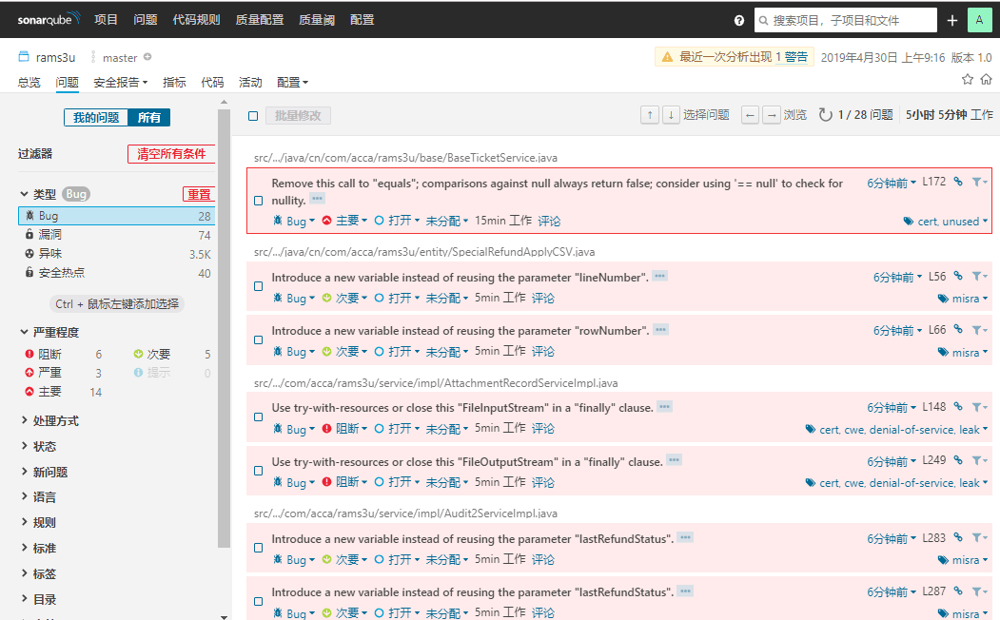 sonarqube 项目 问题 代码规则 质量配置 质量阈 配置 ? 搜索项目，子项目和文件 + A
rams3u master 最近一次分析出现 1 警告 2019年4月30日 上午9:16 版本 1.0
总览 问题 安全报告 指标 代码 活动 配置
我的问题 所有
过滤器 清空所有条件
类型 Bug 重置
Bug 28
漏洞 74
异味 3.5K
安全热点 40
Ctrl + 鼠标左键添加选择
严重程度
阻断 6 次要 5
严重 3 提示 0
主要 14
处理方式
状态
新问题
语言
规则
标准
标签
目录
批量修改 ↑ ↓ 选择问题 ← → 浏览 1 / 28 问题 5小时 5分钟 工作
src/.../java/cn/com/acca/rams3u/base/BaseTicketService.java
Remove this call to "equals"; comparisons against null always return false; consider using '== null' to check for
nullity. ••• 6分钟前 L172
Bug 主要 打开 未分配 15min 工作 评论 cert, unused
src/.../java/cn/com/acca/rams3u/entity/SpecialRefundApplyCSV.java
Introduce a new variable instead of reusing the parameter "lineNumber". ••• 6分钟前 L56
Bug 次要 打开 未分配 5min 工作 评论 misra
Introduce a new variable instead of reusing the parameter "rowNumber". ••• 6分钟前 L66
Bug 次要 打开 未分配 5min 工作 评论 misra
src/.../com/acca/rams3u/service/impl/AttachmentRecordServiceImpl.java
Use try-with-resources or close this "FileInputStream" in a "finally" clause. ••• 6分钟前 L148
Bug 阻断 打开 未分配 5min 工作 评论 cert, cwe, denial-of-service, leak
Use try-with-resources or close this "FileOutputStream" in a "finally" clause. ••• 6分钟前 L249
Bug 阻断 打开 未分配 5min 工作 评论 cert, cwe, denial-of-service, leak
src/.../com/acca/rams3u/service/impl/Audit2ServiceImpl.java
Introduce a new variable instead of reusing the parameter "lastRefundStatus". ••• 6分钟前 L283
Bug 次要 打开 未分配 5min 工作 评论 misra
Introduce a new variable instead of reusing the parameter "lastRefundStatus". ••• 6分钟前 L287
Bug 次要 打开 未分配 5min 工作 评论 misra